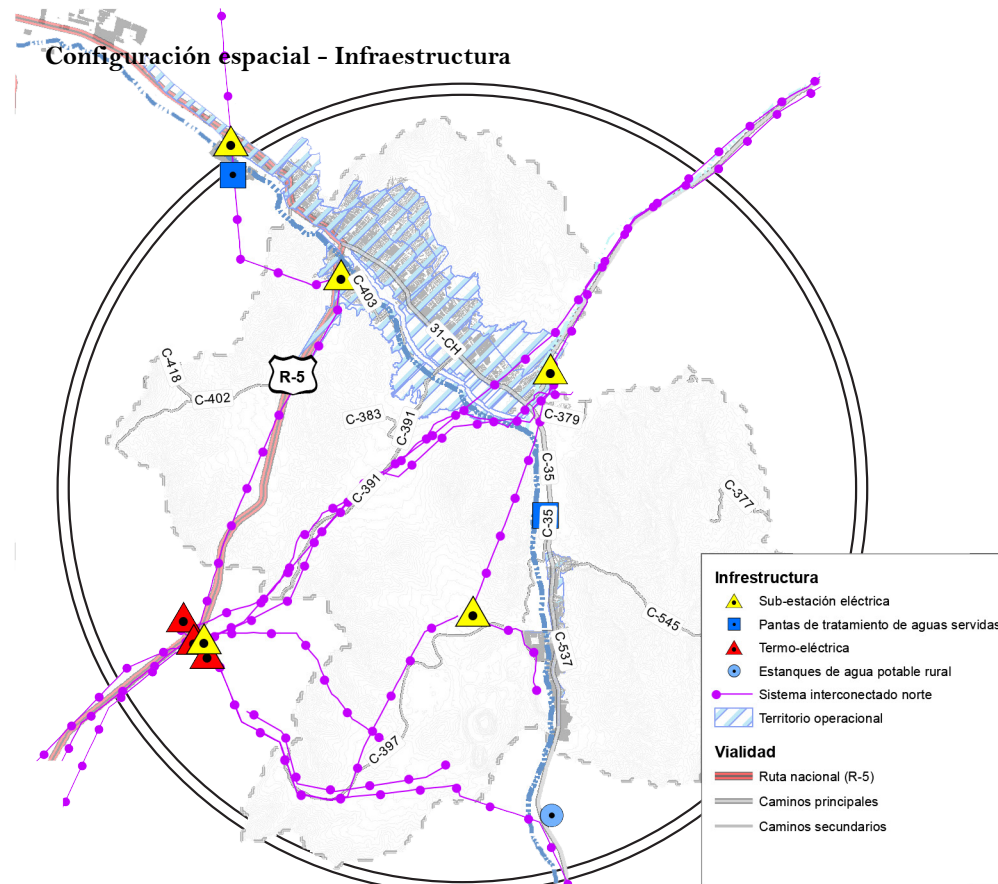 Configuración espacial - Infraestructura
C-403
31-CH
R-5
C-418
C-402
C-383
C-391
C-379
C-391
C-35
C-35
C-377
C-545
C-537
C-397
Infrestructura
Sub-estación eléctrica
Pantas de tratamiento de aguas servidas
Termo-eléctrica
Estanques de agua potable rural
Sistema interconectado norte
Territorio operacional
Vialidad
Ruta nacional (R-5)
Caminos principales
Caminos secundarios